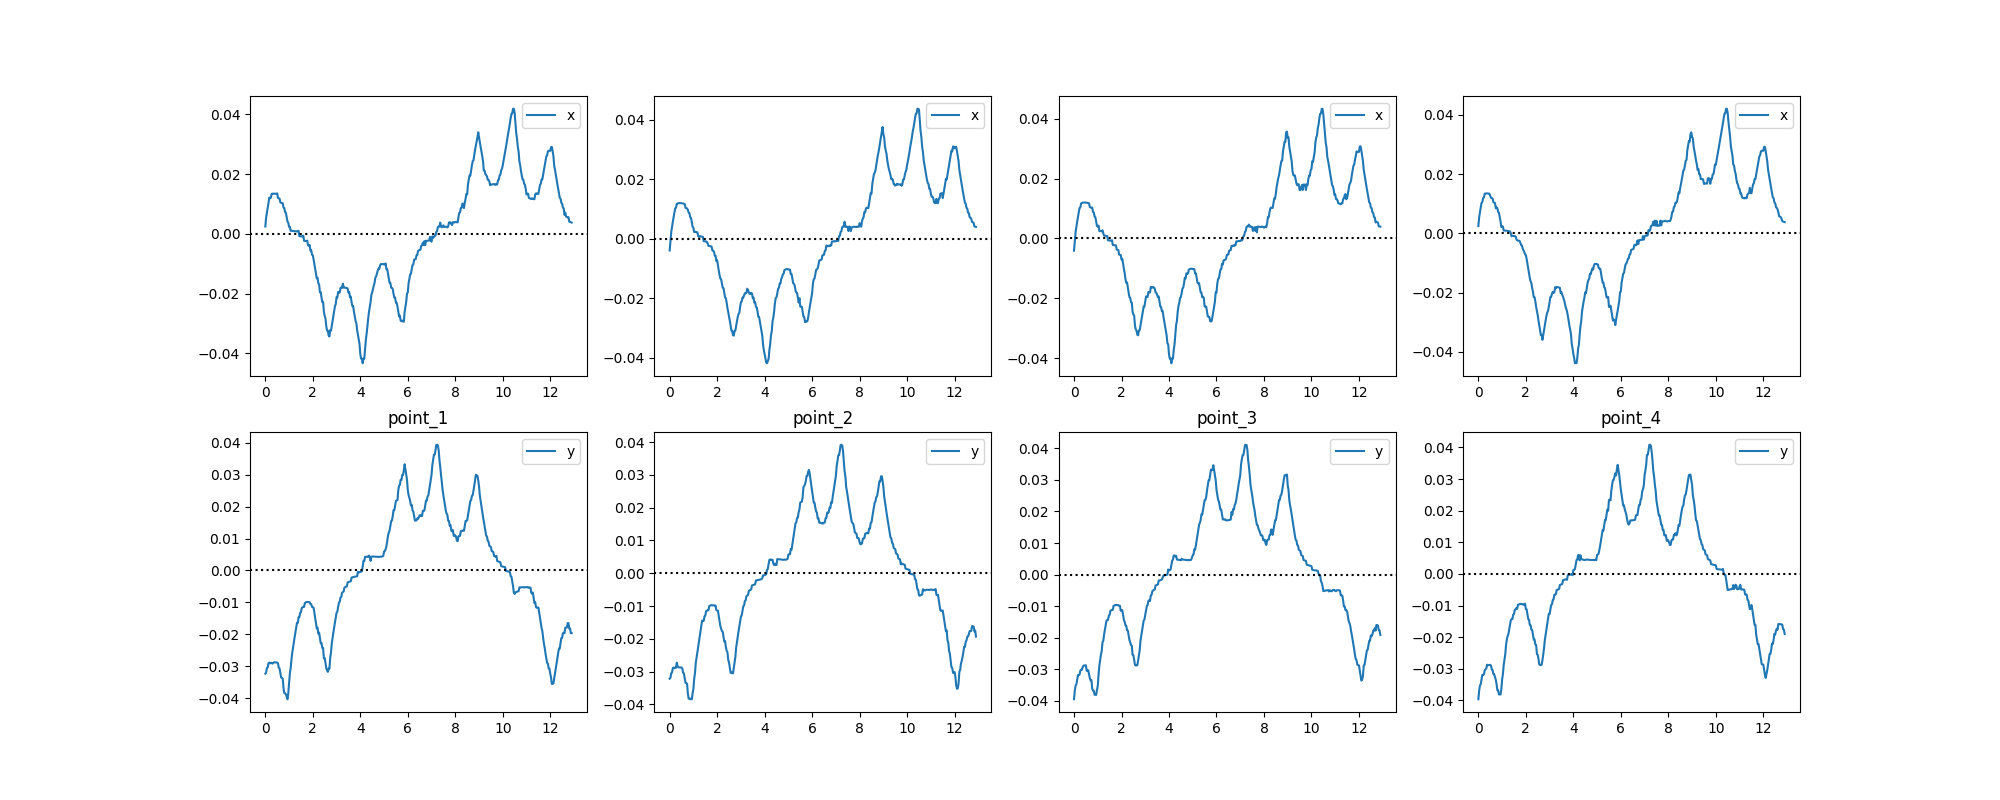 x x x x
0.04 0.04 0.04 0.04
0.02 0.02 0.02 0.02
0.00 0.00 0.00 0.00
−0.02 −0.02 −0.02 −0.02
−0.04 −0.04 −0.04 −0.04
0 2 4 6 8 10 12 0 2 4 6 8 10 12 0 2 4 6 8 10 12 0 2 4 6 8 10 12
point_1 point_2 point_3 point_4
y y y y
0.04 0.04 0.04 0.04
0.03 0.03 0.03 0.03
0.02 0.02 0.02 0.02
0.01 0.01 0.01 0.01
0.00 0.00 0.00 0.00
−0.01 −0.01 −0.01 −0.01
−0.02 −0.02 −0.02 −0.02
−0.03 −0.03 −0.03 −0.03
−0.04 −0.04 −0.04 −0.04
0 2 4 6 8 10 12 0 2 4 6 8 10 12 0 2 4 6 8 10 12 0 2 4 6 8 10 12